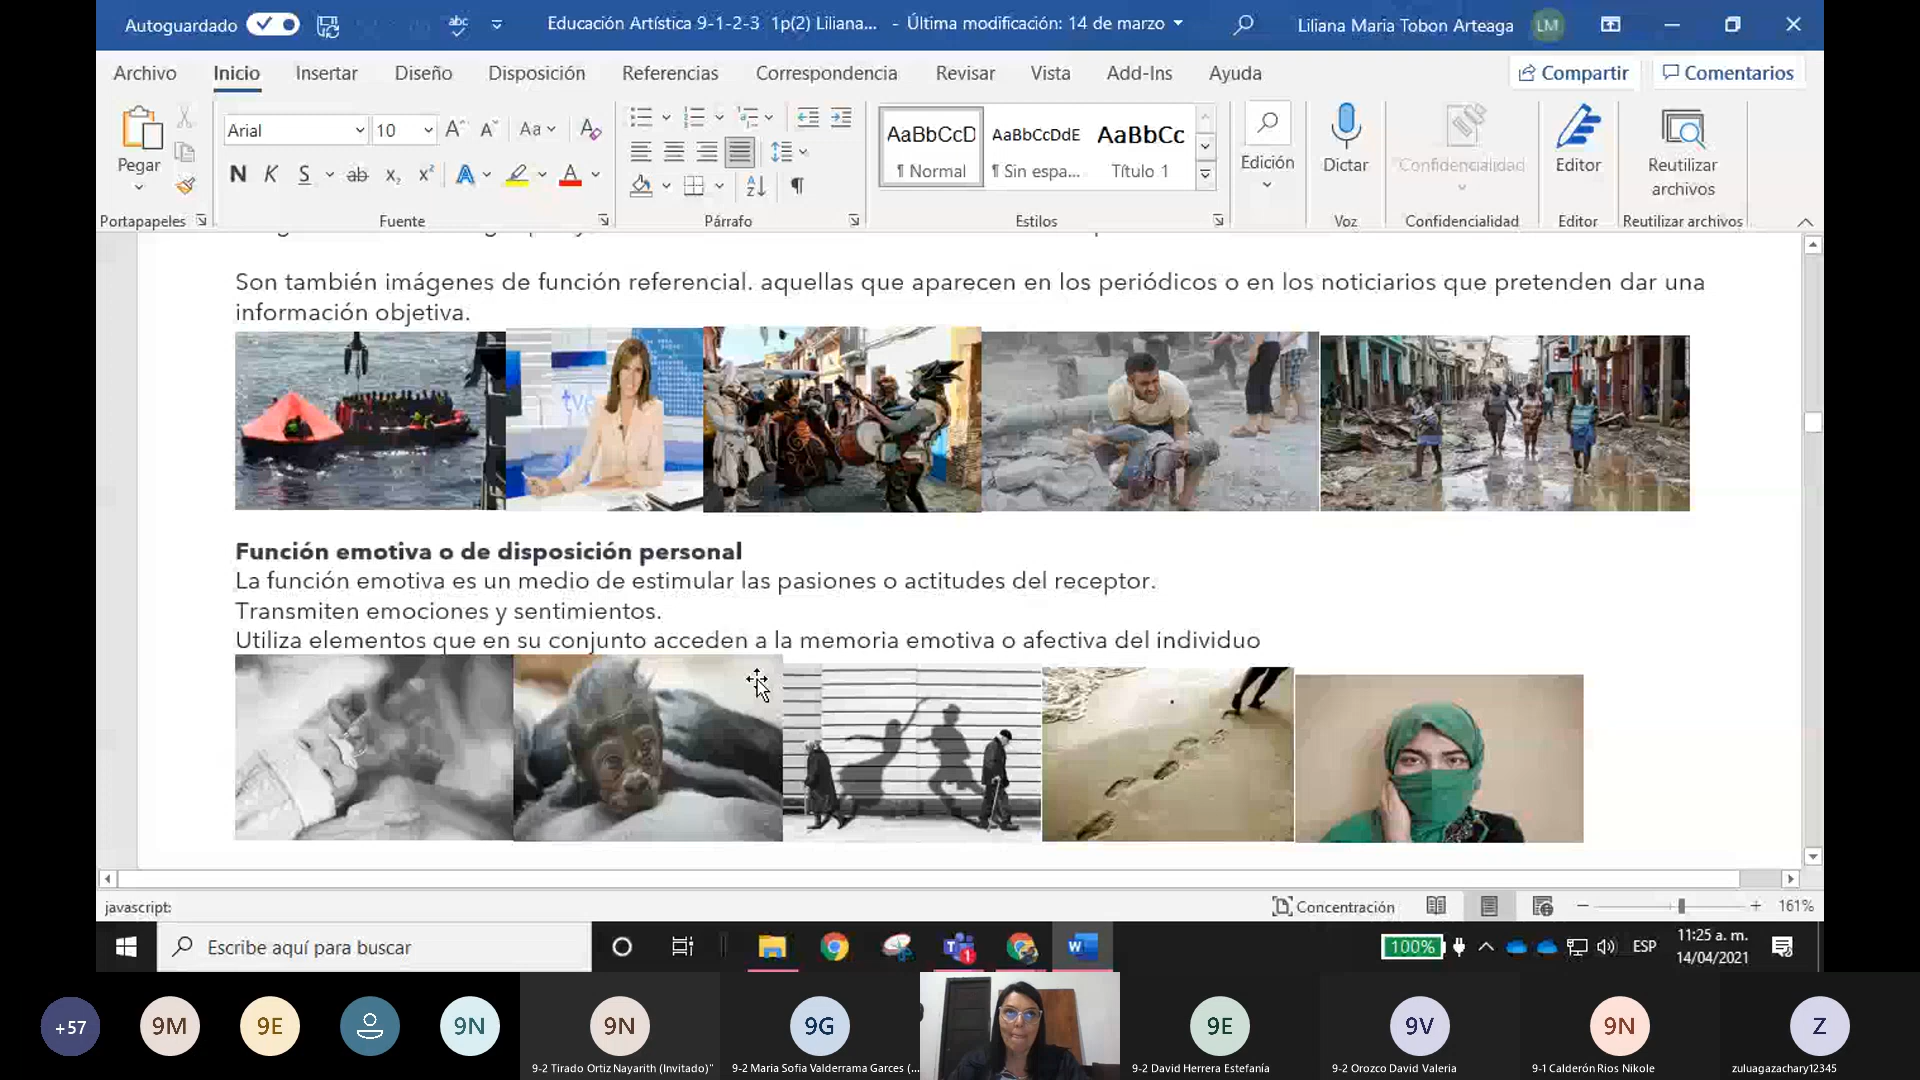 Autoguardado
Educación Artística 9-1-2-3 1p(2) Liliana... - Última modificación: 14 de marzo
Liliana Maria Tobon Arteaga LM
Archivo Inicio Insertar Diseño Disposición Referencias Correspondencia Revisar Vista Add-Ins Ayuda
Compartir Comentarios
Pegar
Portapapeles
Arial 10
N K S ab x₂ x²
Fuente
Párrafo
AaBbCcD AaBbCcDdE AaBbCc
¶ Normal ¶ Sin espa... Título 1
Estilos
Edición
Dictar
Voz
Confidencialidad
Confidencialidad
Editor
Editor
Reutilizar
archivos
Reutilizar archivos
Son también imágenes de función referencial. aquellas que aparecen en los periódicos o en los noticiarios que pretenden dar una
información objetiva.
tve
Función emotiva o de disposición personal
La función emotiva es un medio de estimular las pasiones o actitudes del receptor.
Transmiten emociones y sentimientos.
Utiliza elementos que en su conjunto acceden a la memoria emotiva o afectiva del individuo
javascript:
Concentración
161%
Escribe aquí para buscar
100%
ESP
11:25 a. m.
14/04/2021
+57 9M 9E 9N 9N 9G 9E 9V 9N Z
9-2 Tirado Ortiz Nayarith (Invitado)"
9-2 Maria Sofia Valderrama Garces (...
9-2 David Herrera Estefanía
9-2 Orozco David Valeria
9-1 Calderón Rios Nikole
zuluagazachary12345